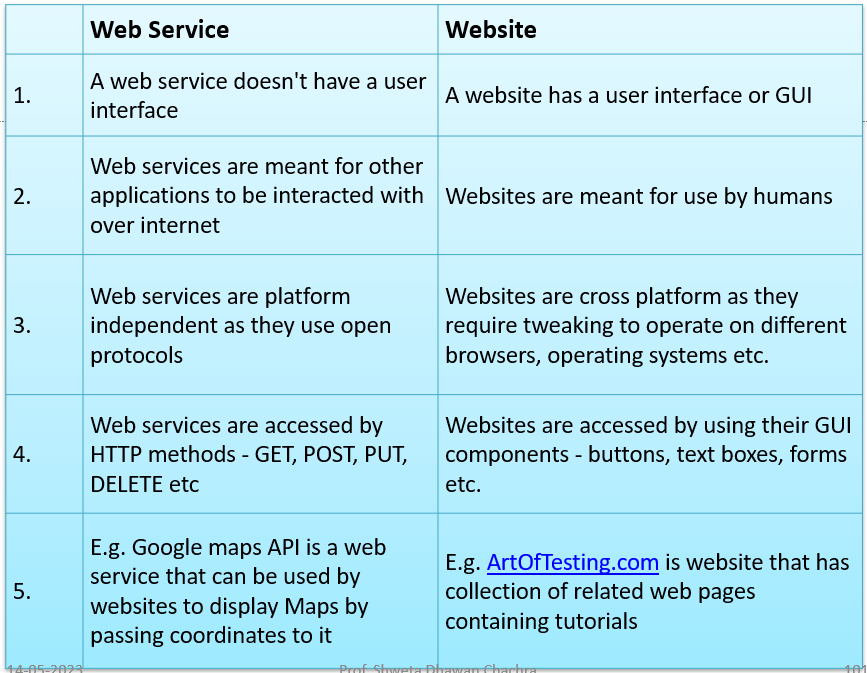 Web Service
Website
1.
A web service doesn't have a user
interface
A website has a user interface or GUI
2.
Web services are meant for other
applications to be interacted with
over internet
Websites are meant for use by humans
3.
Web services are platform
independent as they use open
protocols
Websites are cross platform as they
require tweaking to operate on different
browsers, operating systems etc.
4.
Web services are accessed by
HTTP methods - GET, POST, PUT,
DELETE etc
Websites are accessed by using their GUI
components - buttons, text boxes, forms
etc.
5.
E.g. Google maps API is a web
service that can be used by
websites to display Maps by
passing coordinates to it
E.g. ArtOfTesting.com is website that has
collection of related web pages
containing tutorials
14-05-2023
Prof. Shweta Dhawan Chachra
101